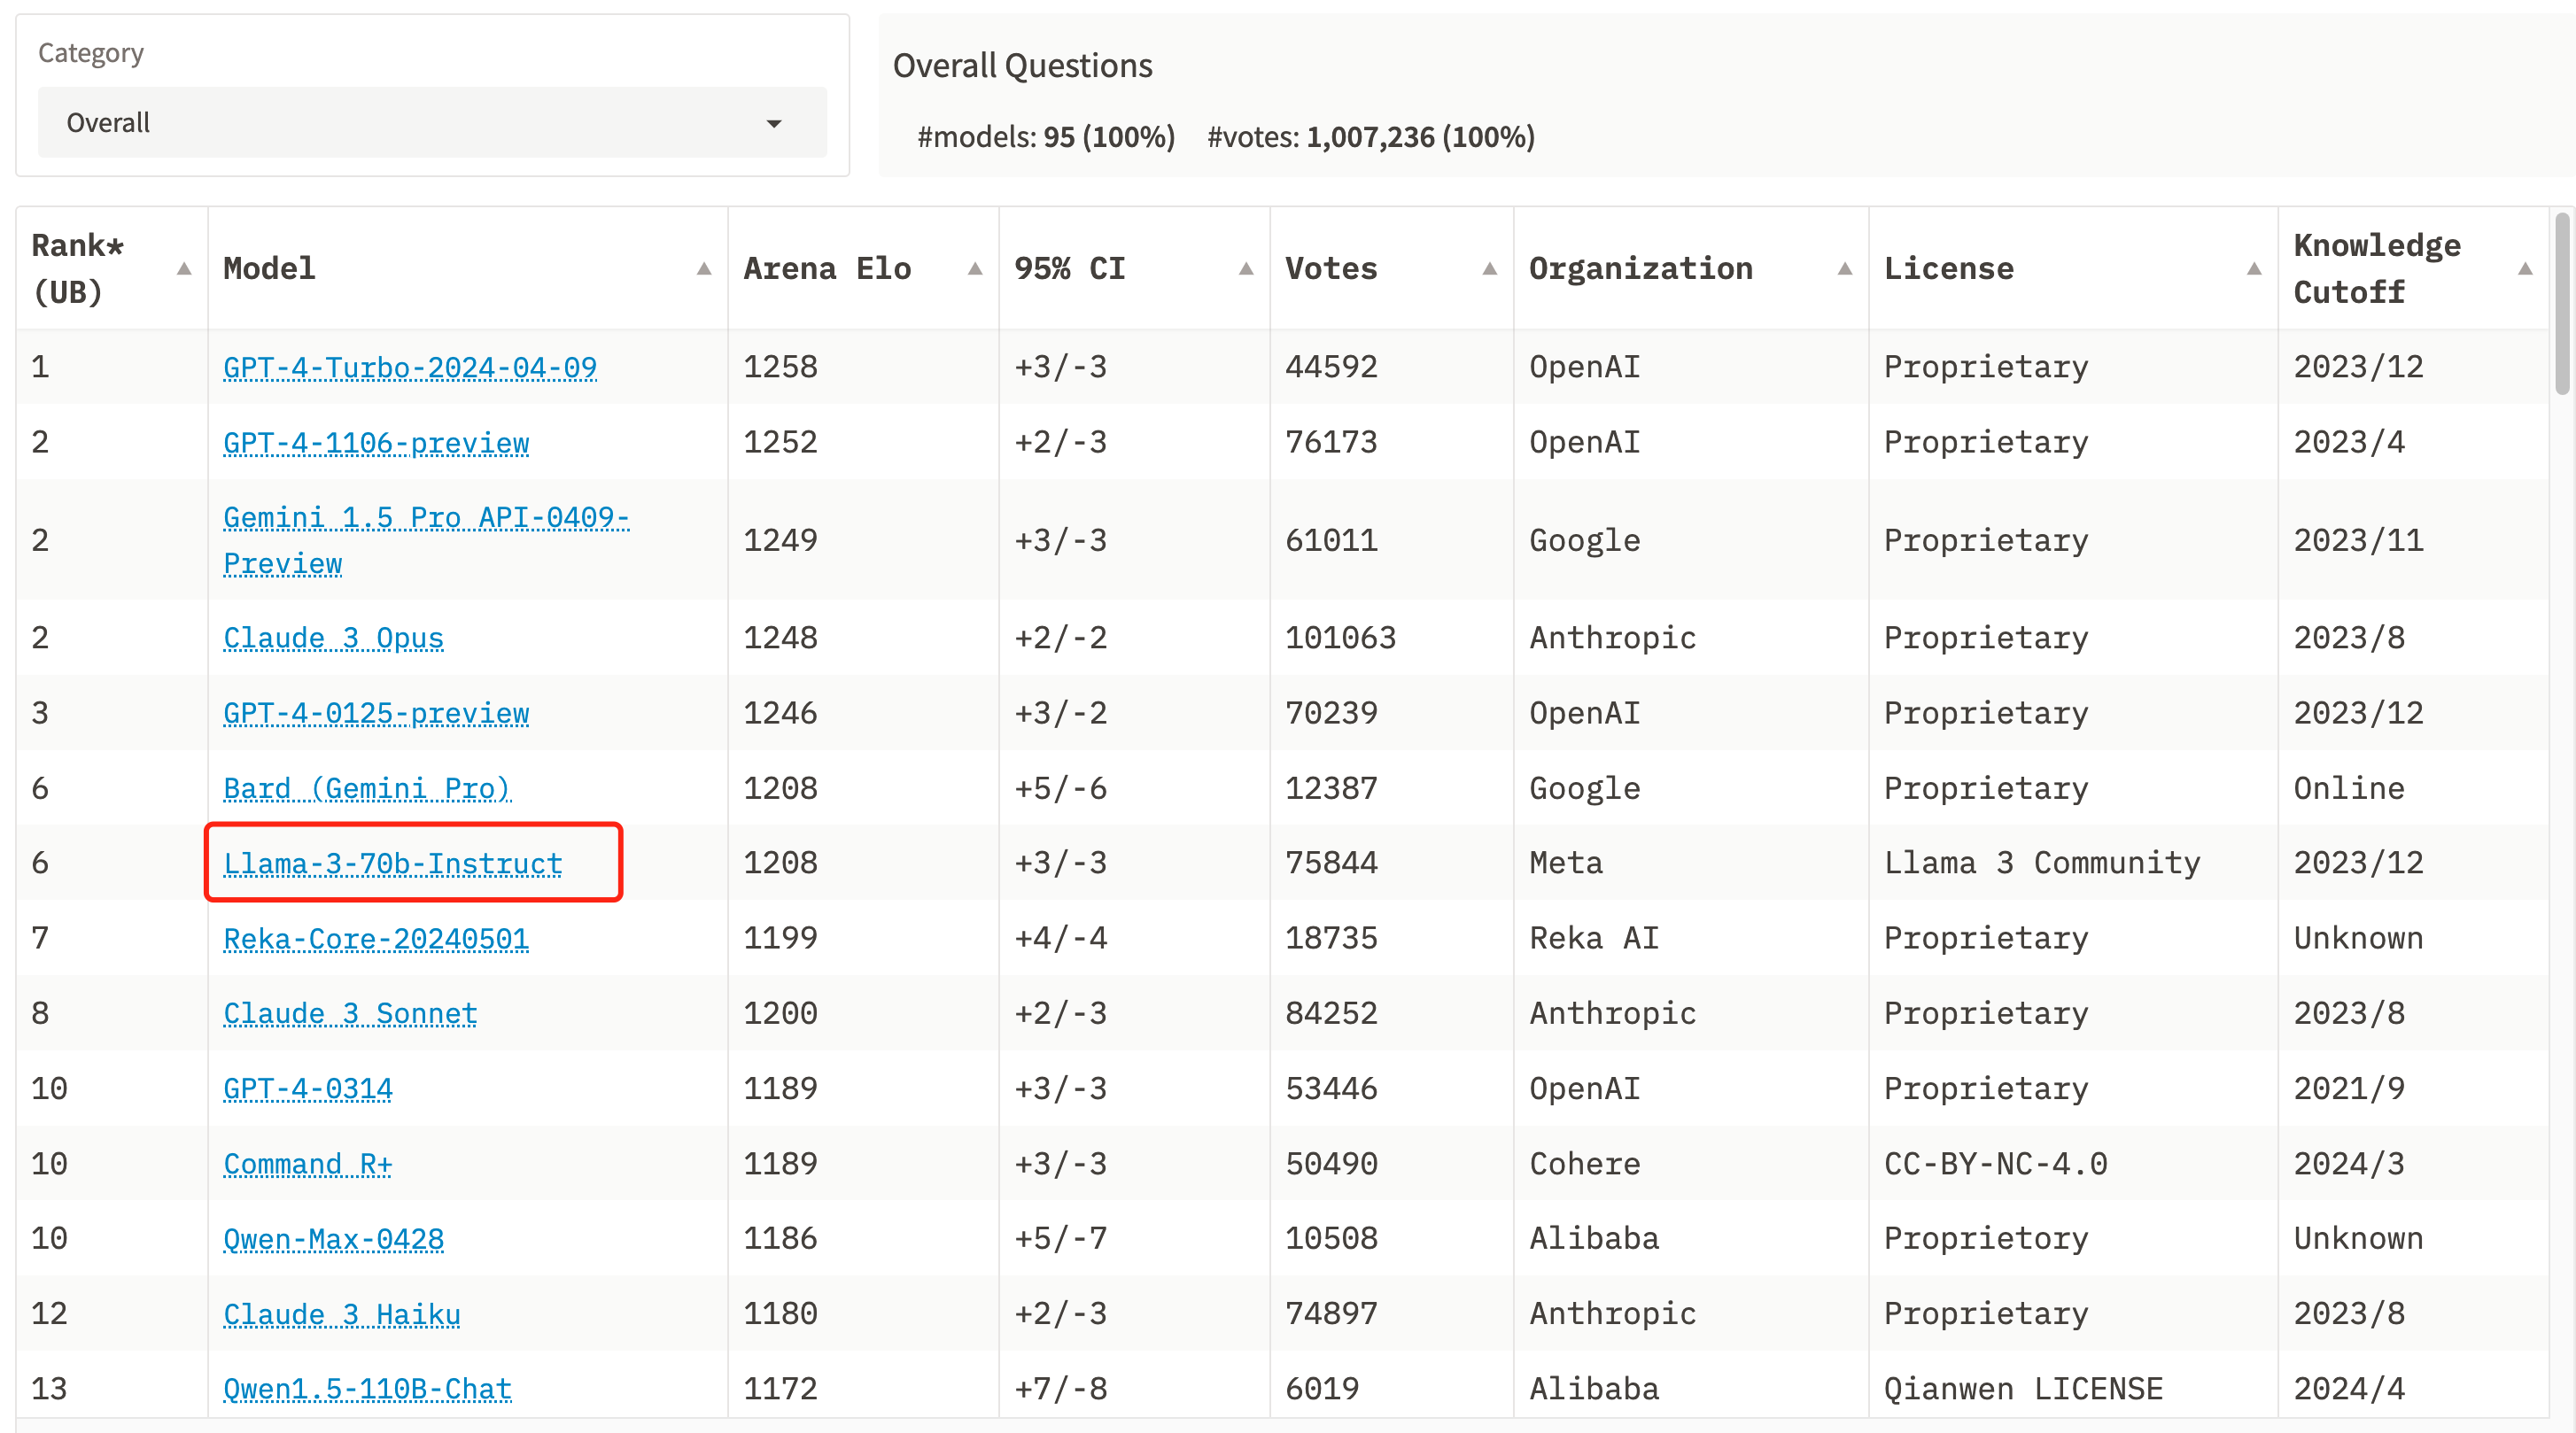 Category
Overall
Overall Questions
#models: 95 (100%) #votes: 1,007,236 (100%)
Rank* (UB) Model Arena Elo 95% CI Votes Organization License Knowledge Cutoff
1 GPT-4-Turbo-2024-04-09 1258 +3/-3 44592 OpenAI Proprietary 2023/12
2 GPT-4-1106-preview 1252 +2/-3 76173 OpenAI Proprietary 2023/4
2 Gemini 1.5 Pro API-0409-Preview 1249 +3/-3 61011 Google Proprietary 2023/11
2 Claude 3 Opus 1248 +2/-2 101063 Anthropic Proprietary 2023/8
3 GPT-4-0125-preview 1246 +3/-2 70239 OpenAI Proprietary 2023/12
6 Bard (Gemini Pro) 1208 +5/-6 12387 Google Proprietary Online
6 Llama-3-70b-Instruct 1208 +3/-3 75844 Meta Llama 3 Community 2023/12
7 Reka-Core-20240501 1199 +4/-4 18735 Reka AI Proprietary Unknown
8 Claude 3 Sonnet 1200 +2/-3 84252 Anthropic Proprietary 2023/8
10 GPT-4-0314 1189 +3/-3 53446 OpenAI Proprietary 2021/9
10 Command R+ 1189 +3/-3 50490 Cohere CC-BY-NC-4.0 2024/3
10 Qwen-Max-0428 1186 +5/-7 10508 Alibaba Proprietory Unknown
12 Claude 3 Haiku 1180 +2/-3 74897 Anthropic Proprietary 2023/8
13 Qwen1.5-110B-Chat 1172 +7/-8 6019 Alibaba Qianwen LICENSE 2024/4